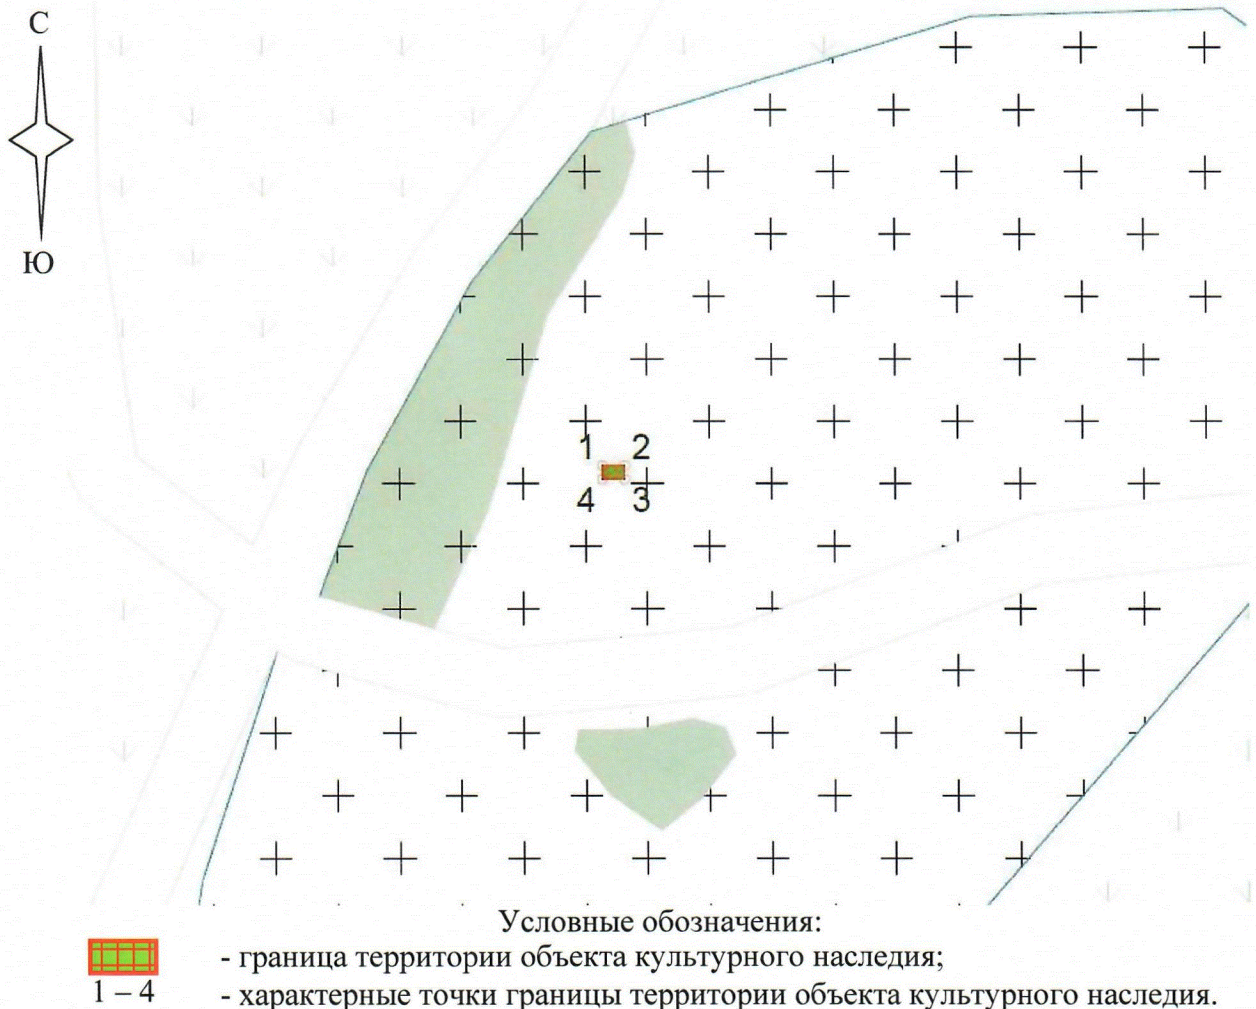 С
Ю
1 2
4 3
Условные обозначения:
- граница территории объекта культурного наследия;
1 – 4 - характерные точки границы территории объекта культурного наследия.